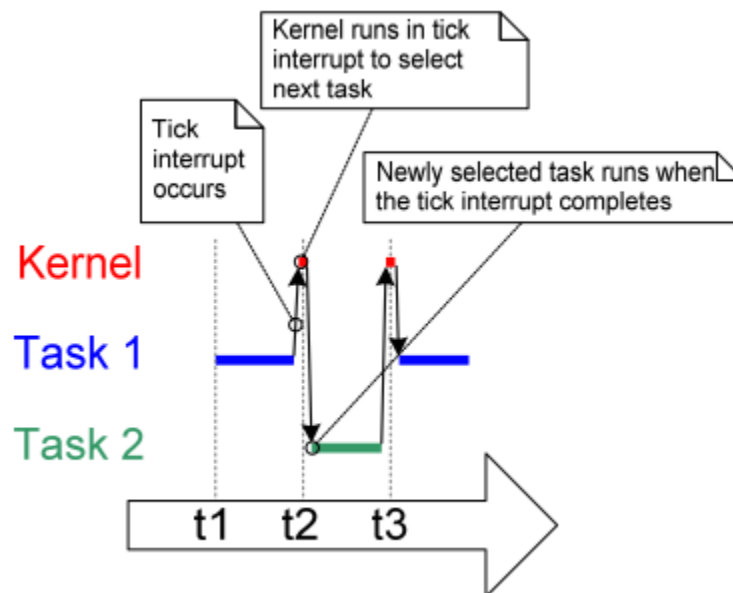 Kernel runs in tick
interrupt to select
next task
Tick
interrupt
occurs
Newly selected task runs when
the tick interrupt completes
Kernel
Task 1
Task 2
t1 t2 t3